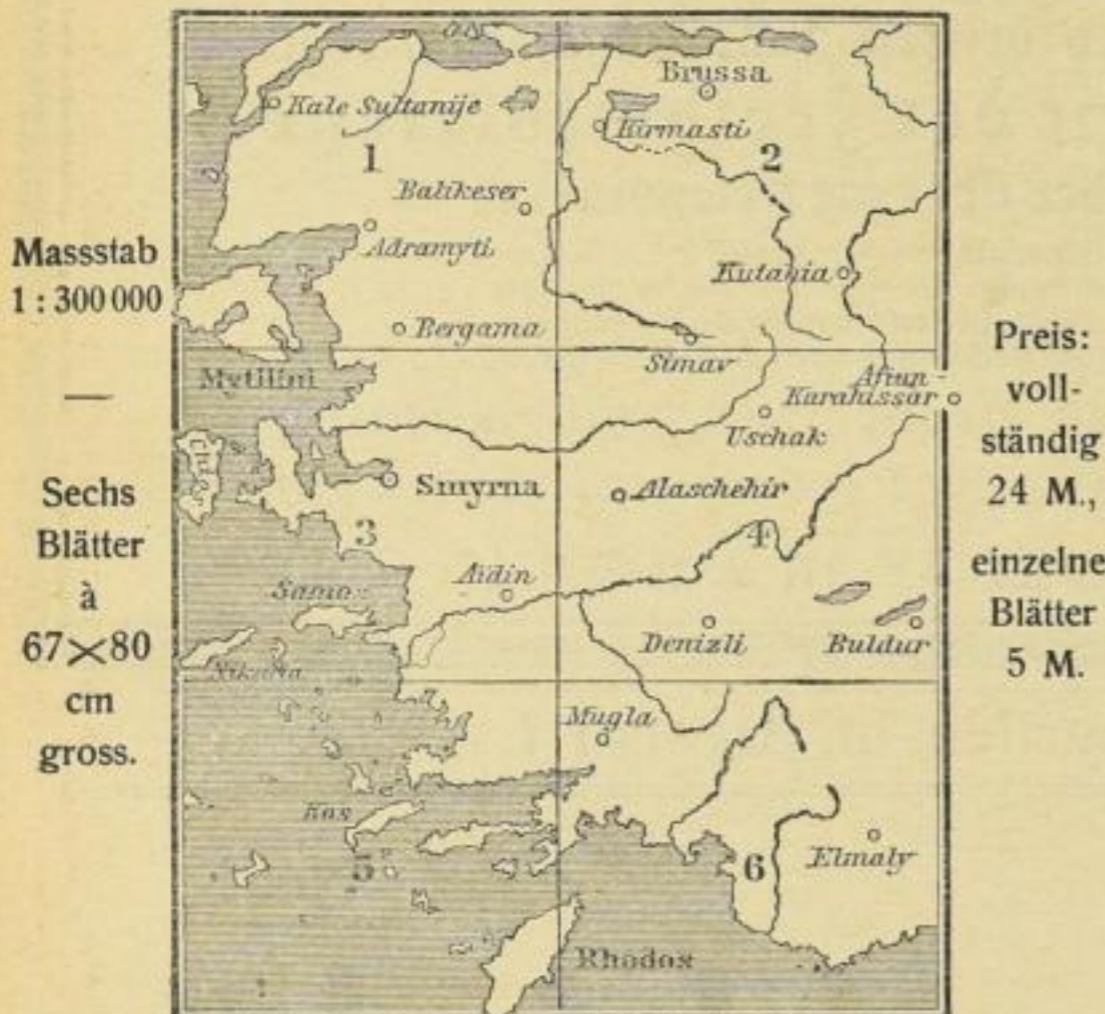 Massstab
1 : 300 000
—
Sechs
Blätter
à
67×80
cm
gross.
Brussa
Kale Sultanije
Kirmasti
1
2
Balikeser
Adramyti
Kutahia
Bergama
Simav
Mytilini
Afiun-
Karahissar
Uschak
Chios
Smyrna
Alaschehir
3
4
Samos
Aidin
Denizli
Buldur
Nikaria
Mugla
Kos
5
6
Elmaly
Rhodos
Preis:
voll-
ständig
24 M.,
einzelne
Blätter
5 M.